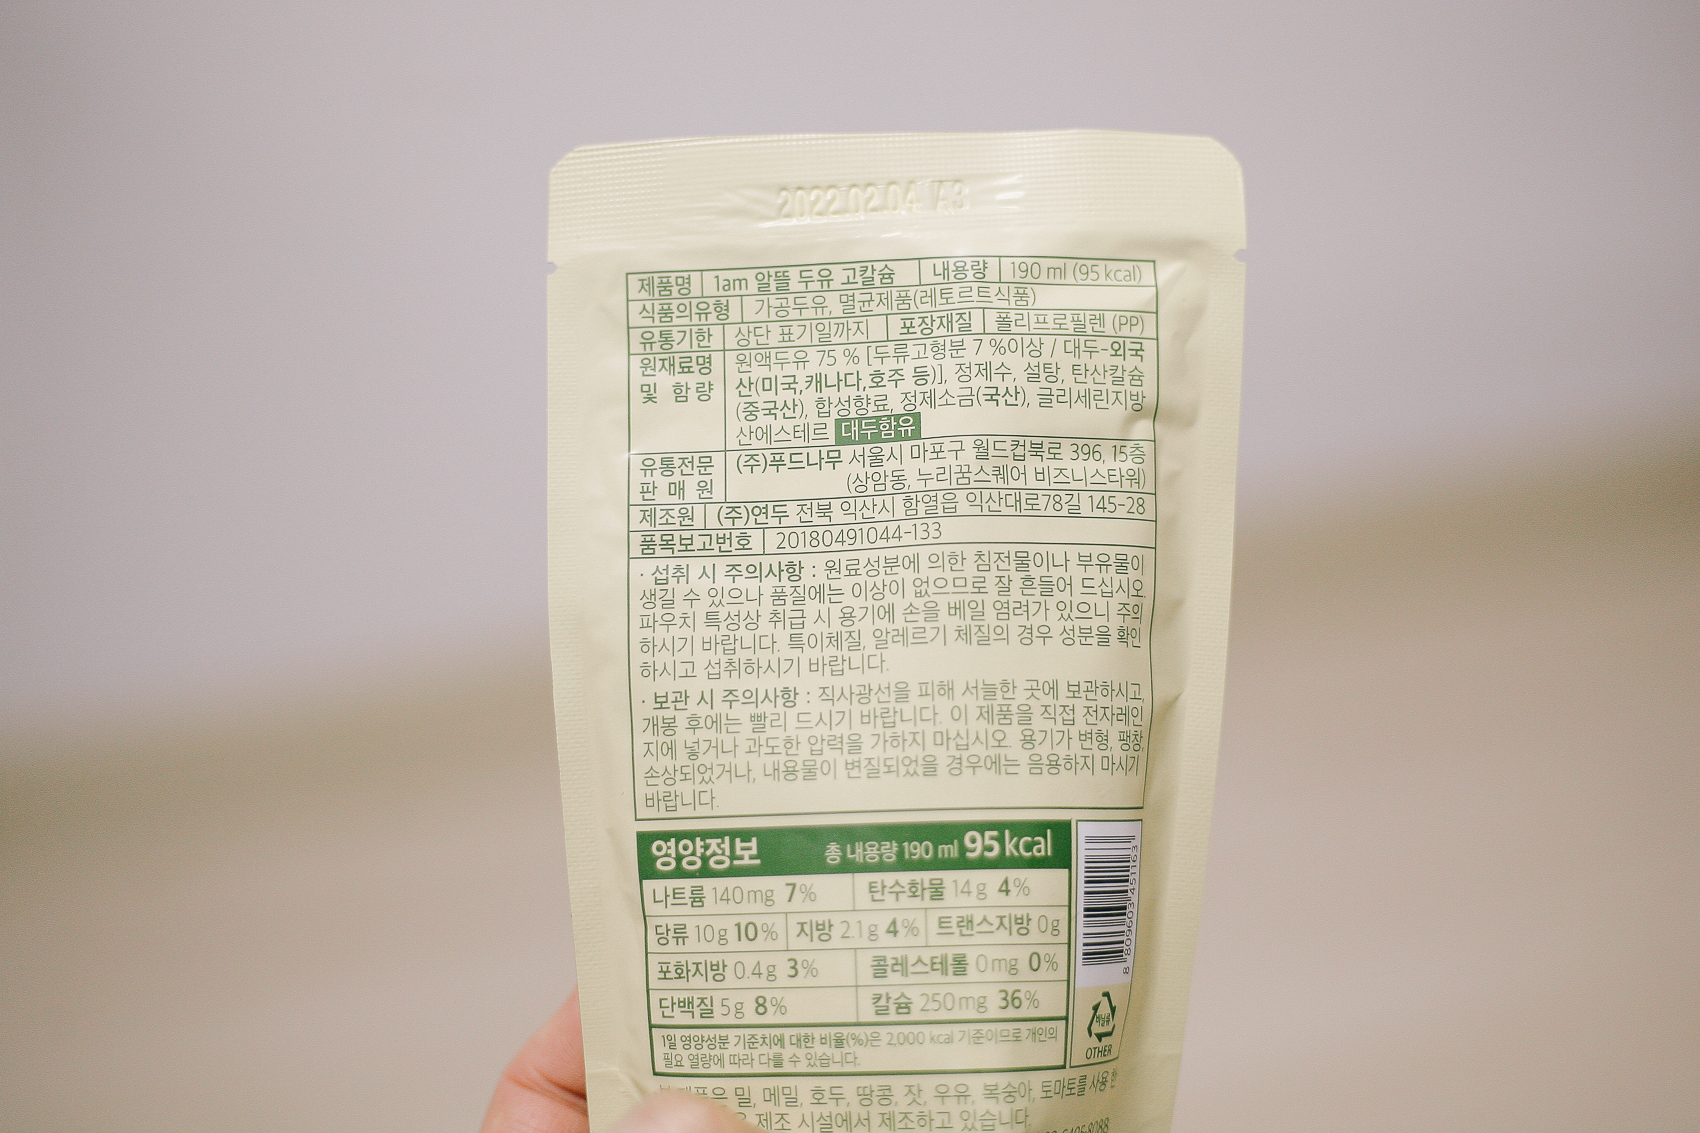 2022.02.04 A3
제품명 1am 알뜰 두유 고칼슘 내용량 190 ml (95 kcal)
식품의유형 가공두유, 멸균제품(레토르트식품)
유통기한 상단 표기일까지 포장재질 폴리프로필렌 (PP)
원재료명 원액두유 75 % [두류고형분 7 %이상 / 대두-외국
및 함량 산(미국,캐나다,호주 등)], 정제수, 설탕, 탄산칼슘
(중국산), 합성향료, 정제소금(국산), 글리세린지방
산에스테르 대두함유
유통전문 (주)푸드나무 서울시 마포구 월드컵북로 396, 15층
판매원 (상암동, 누리꿈스퀘어 비즈니스타워)
제조원 (주)연두 전북 익산시 함열읍 익산대로78길 145-28
품목보고번호 20180491044-133
· 섭취 시 주의사항 : 원료성분에 의한 침전물이나 부유물이
생길 수 있으나 품질에는 이상이 없으므로 잘 흔들어 드십시오.
파우치 특성상 취급 시 용기에 손을 베일 염려가 있으니 주의
하시기 바랍니다. 특이체질, 알레르기 체질의 경우 성분을 확인
하시고 섭취하시기 바랍니다.
· 보관 시 주의사항 : 직사광선을 피해 서늘한 곳에 보관하시고,
개봉 후에는 빨리 드시기 바랍니다. 이 제품을 직접 전자레인
지에 넣거나 과도한 압력을 가하지 마십시오. 용기가 변형, 팽창,
손상되었거나, 내용물이 변질되었을 경우에는 음용하지 마시기
바랍니다.
영양정보 총 내용량 190 ml 95 kcal
나트륨 140mg 7% 탄수화물 14g 4%
당류 10g 10% 지방 2.1g 4% 트랜스지방 0g
포화지방 0.4g 3% 콜레스테롤 0mg 0%
단백질 5g 8% 칼슘 250mg 36%
1일 영양성분 기준치에 대한 비율(%)은 2,000 kcal 기준이므로 개인의
필요 열량에 따라 다를 수 있습니다.
8 809603 451163
비닐류
OTHER
밀, 메밀, 호두, 땅콩, 잣, 우유, 복숭아, 토마토를 사용한
제조 시설에서 제조하고 있습니다.